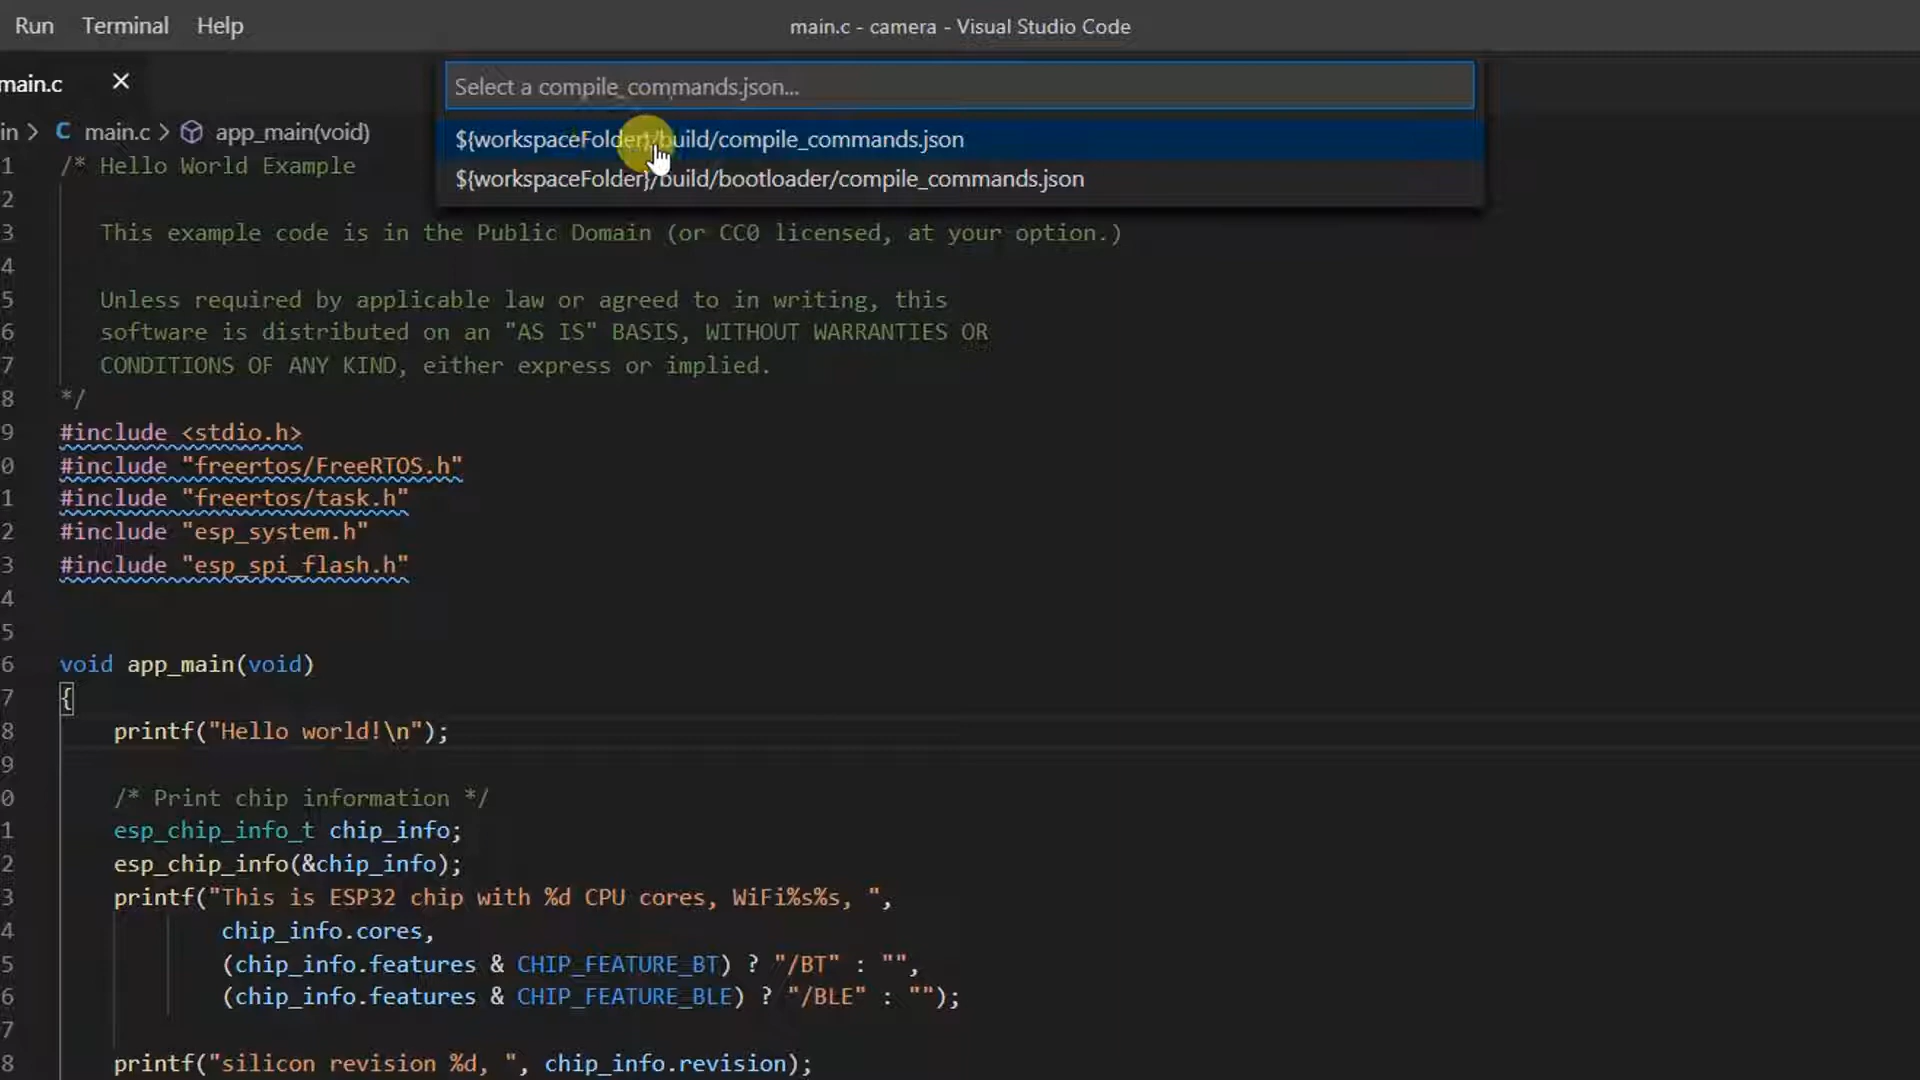 Run Terminal Help
main.c - camera - Visual Studio Code
main.c ×
Select a compile_commands.json...
in > C main.c > app_main(void)
${workspaceFolder}/build/compile_commands.json
${workspaceFolder}/build/bootloader/compile_commands.json
1 /* Hello World Example
2
3 This example code is in the Public Domain (or CC0 licensed, at your option.)
4
5 Unless required by applicable law or agreed to in writing, this
6 software is distributed on an "AS IS" BASIS, WITHOUT WARRANTIES OR
7 CONDITIONS OF ANY KIND, either express or implied.
8 */
9 #include <stdio.h>
0 #include "freertos/FreeRTOS.h"
1 #include "freertos/task.h"
2 #include "esp_system.h"
3 #include "esp_spi_flash.h"
4
5
6 void app_main(void)
7 {
8 printf("Hello world!\n");
9
0 /* Print chip information */
1 esp_chip_info_t chip_info;
2 esp_chip_info(&chip_info);
3 printf("This is ESP32 chip with %d CPU cores, WiFi%s%s, ",
4 chip_info.cores,
5 (chip_info.features & CHIP_FEATURE_BT) ? "/BT" : "",
6 (chip_info.features & CHIP_FEATURE_BLE) ? "/BLE" : "");
7
8 printf("silicon revision %d, ", chip_info.revision);